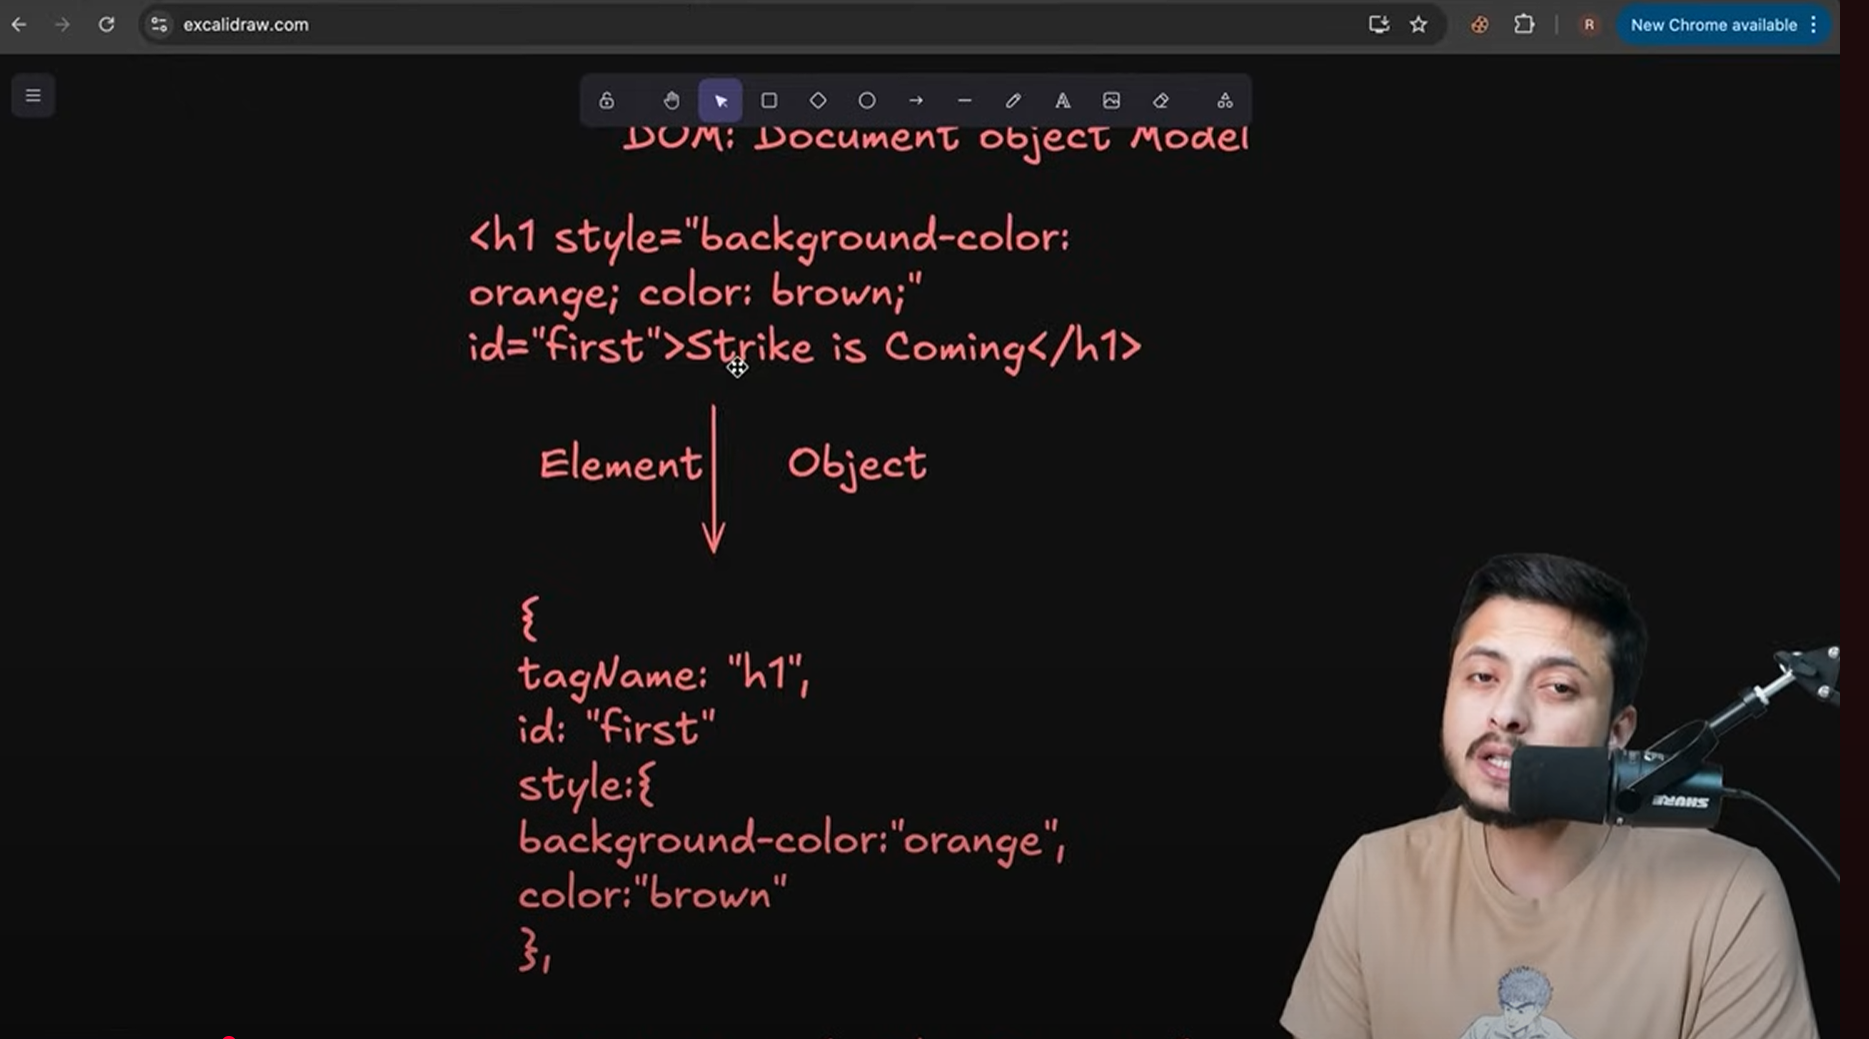 excalidraw.com
R
New Chrome available
DOM: Document object Model
<h1 style="background-color:
orange; color: brown;"
id="first">Strike is Coming</h1>
Element
Object
{
tagName: "h1",
id: "first"
style:{
background-color:"orange",
color:"brown"
},
SHURE